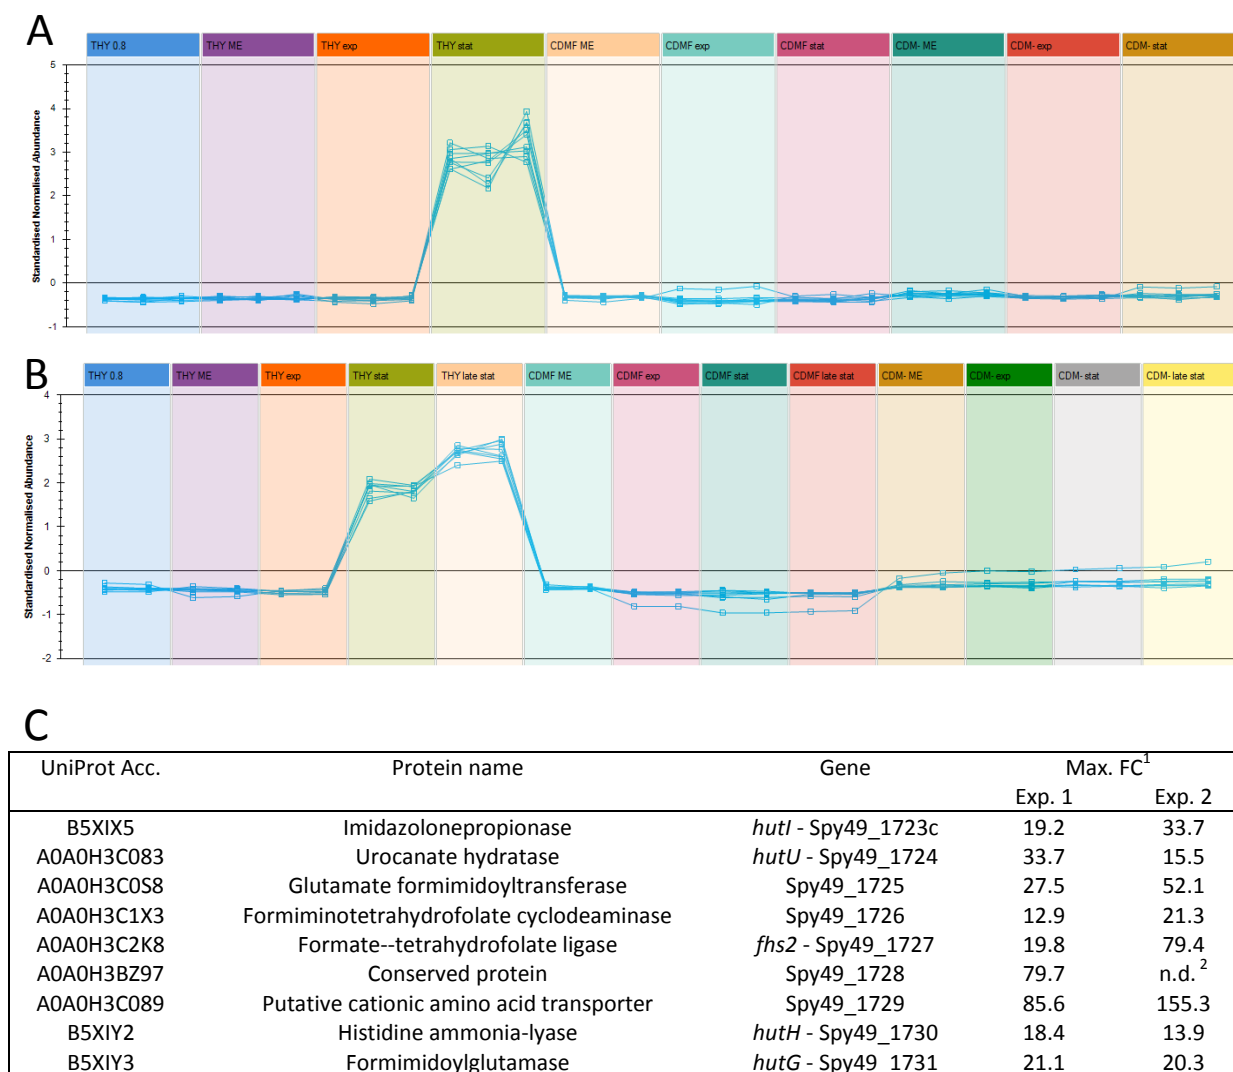 A
THY 0.8 THY ME THY exp THY stat CDMF ME CDMF exp CDMF stat CDM- ME CDM- exp CDM- stat
Standardised Normalised Abundance
5
4
3
2
1
0
-1
B
THY 0.8 THY ME THY exp THY stat THY late stat CDMF ME CDMF exp CDMF stat CDMF late stat CDM- ME CDM- exp CDM- stat CDM- late stat
Standardised Normalised Abundance
4
3
2
1
0
-1
-2
C
UniProt Acc. Protein name Gene Max. FC1
Exp. 1 Exp. 2
B5XIX5 Imidazolonepropionase hutI - Spy49_1723c 19.2 33.7
A0A0H3C083 Urocanate hydratase hutU - Spy49_1724 33.7 15.5
A0A0H3C0S8 Glutamate formimidoyltransferase Spy49_1725 27.5 52.1
A0A0H3C1X3 Formiminotetrahydrofolate cyclodeaminase Spy49_1726 12.9 21.3
A0A0H3C2K8 Formate--tetrahydrofolate ligase fhs2 - Spy49_1727 19.8 79.4
A0A0H3BZ97 Conserved protein Spy49_1728 79.7 n.d. 2
A0A0H3C089 Putative cationic amino acid transporter Spy49_1729 85.6 155.3
B5XIY2 Histidine ammonia-lyase hutH - Spy49_1730 18.4 13.9
B5XIY3 Formimidoylglutamase hutG - Spy49_1731 21.1 20.3